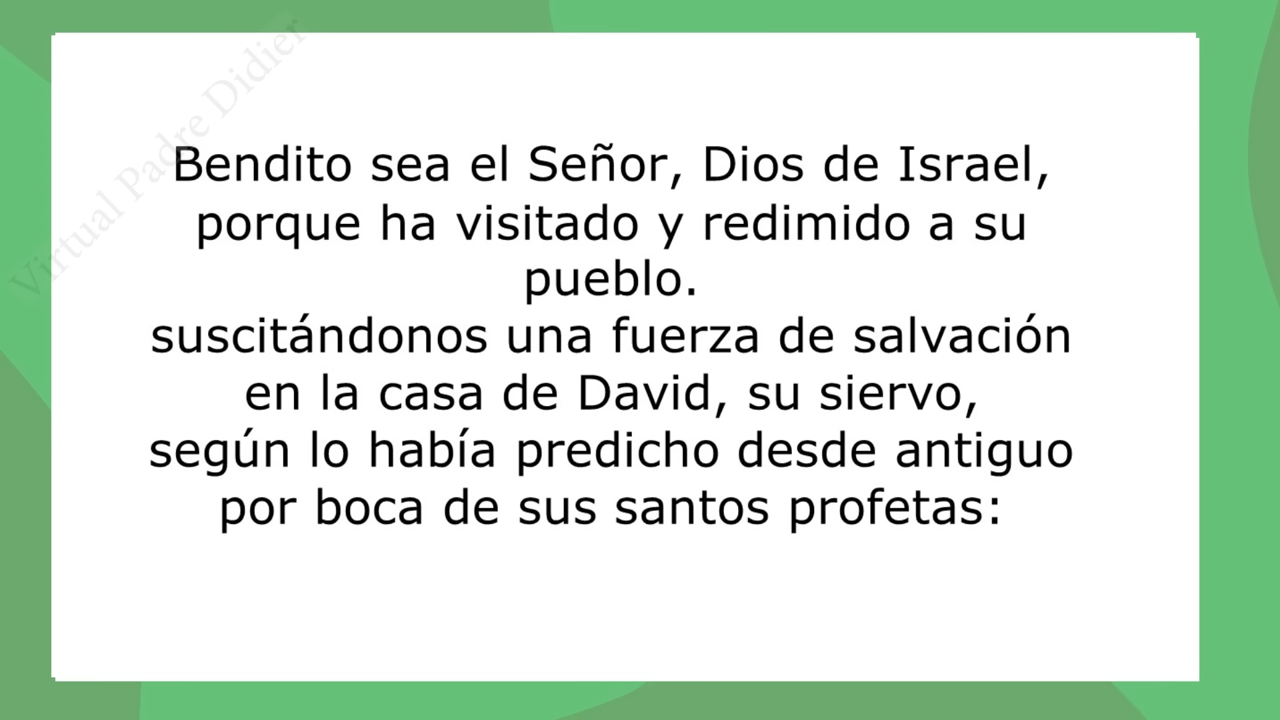 Virtual Padre Didier
Bendito sea el Señor, Dios de Israel,
porque ha visitado y redimido a su
pueblo.
suscitándonos una fuerza de salvación
en la casa de David, su siervo,
según lo había predicho desde antiguo
por boca de sus santos profetas: